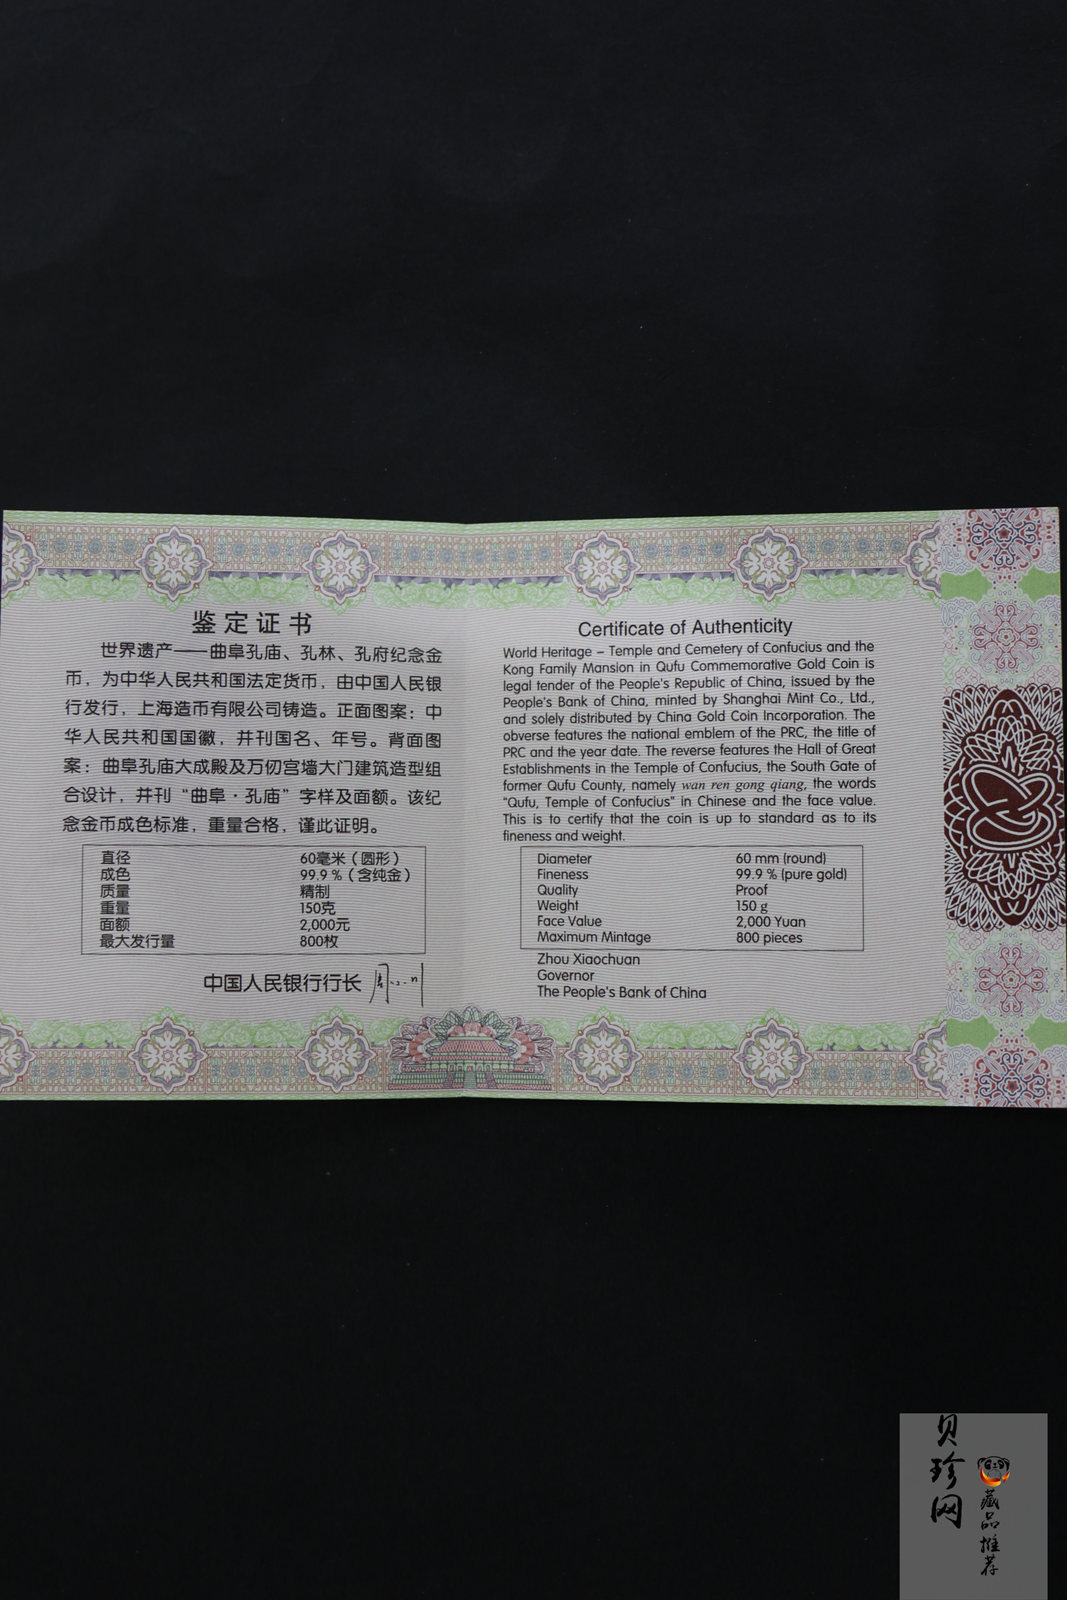 鉴定证书
世界遗产——曲阜孔庙、孔林、孔府纪念金
币，为中华人民共和国法定货币，由中国人民银
行发行，上海造币有限公司铸造。正面图案：中
华人民共和国国徽，并刊国名、年号。背面图
案：曲阜孔庙大成殿及万仞宫墙大门建筑造型组
合设计，并刊“曲阜·孔庙”字样及面额。该纪
念金币成色标准，重量合格，谨此证明。
直径 60毫米（圆形）
成色 99.9％（含纯金）
质量 精制
重量 150克
面额 2,000元
最大发行量 800枚
中国人民银行行长 周小川
Certificate of Authenticity
World Heritage – Temple and Cemetery of Confucius and the
Kong Family Mansion in Qufu Commemorative Gold Coin is
legal tender of the People's Republic of China, issued by the
People's Bank of China, minted by Shanghai Mint Co., Ltd.,
and solely distributed by China Gold Coin Incorporation. The
obverse features the national emblem of the PRC, the title of
PRC and the year date. The reverse features the Hall of Great
Establishments in the Temple of Confucius, the South Gate of
former Qufu County, namely wan ren gong qiang, the words
"Qufu, Temple of Confucius" in Chinese and the face value.
This is to certify that the coin is up to standard as to its
fineness and weight.
Diameter 60 mm (round)
Fineness 99.9 % (pure gold)
Quality Proof
Weight 150 g
Face Value 2,000 Yuan
Maximum Mintage 800 pieces
Zhou Xiaochuan
Governor
The People's Bank of China
贝珍网
藏品推荐